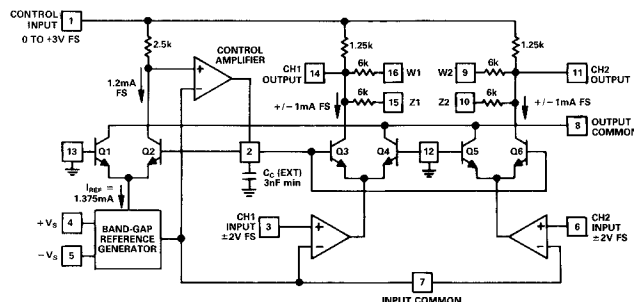 CONTROL
INPUT
1
0 TO +3V FS
2.5k
CONTROL
AMPLIFIER
1.2mA
FS
+
−
1.25k
CH1
OUTPUT
14
6k
16
W1
6k
15
Z1
+/−1mA FS
1.25k
W2
9
6k
11
CH2
OUTPUT
Z2
10
6k
+/−1mA FS
8
OUTPUT
COMMON
13
Q1
Q2
2
Q3
Q4
12
Q5
Q6
CC (EXT)
3nF min
IREF =
1.375mA
+VS
4
−VS
5
BAND-GAP
REFERENCE
GENERATOR
CH1
INPUT
±2V FS
3
+
−
+
−
6
CH2
INPUT
±2V FS
7
INPUT COMMON